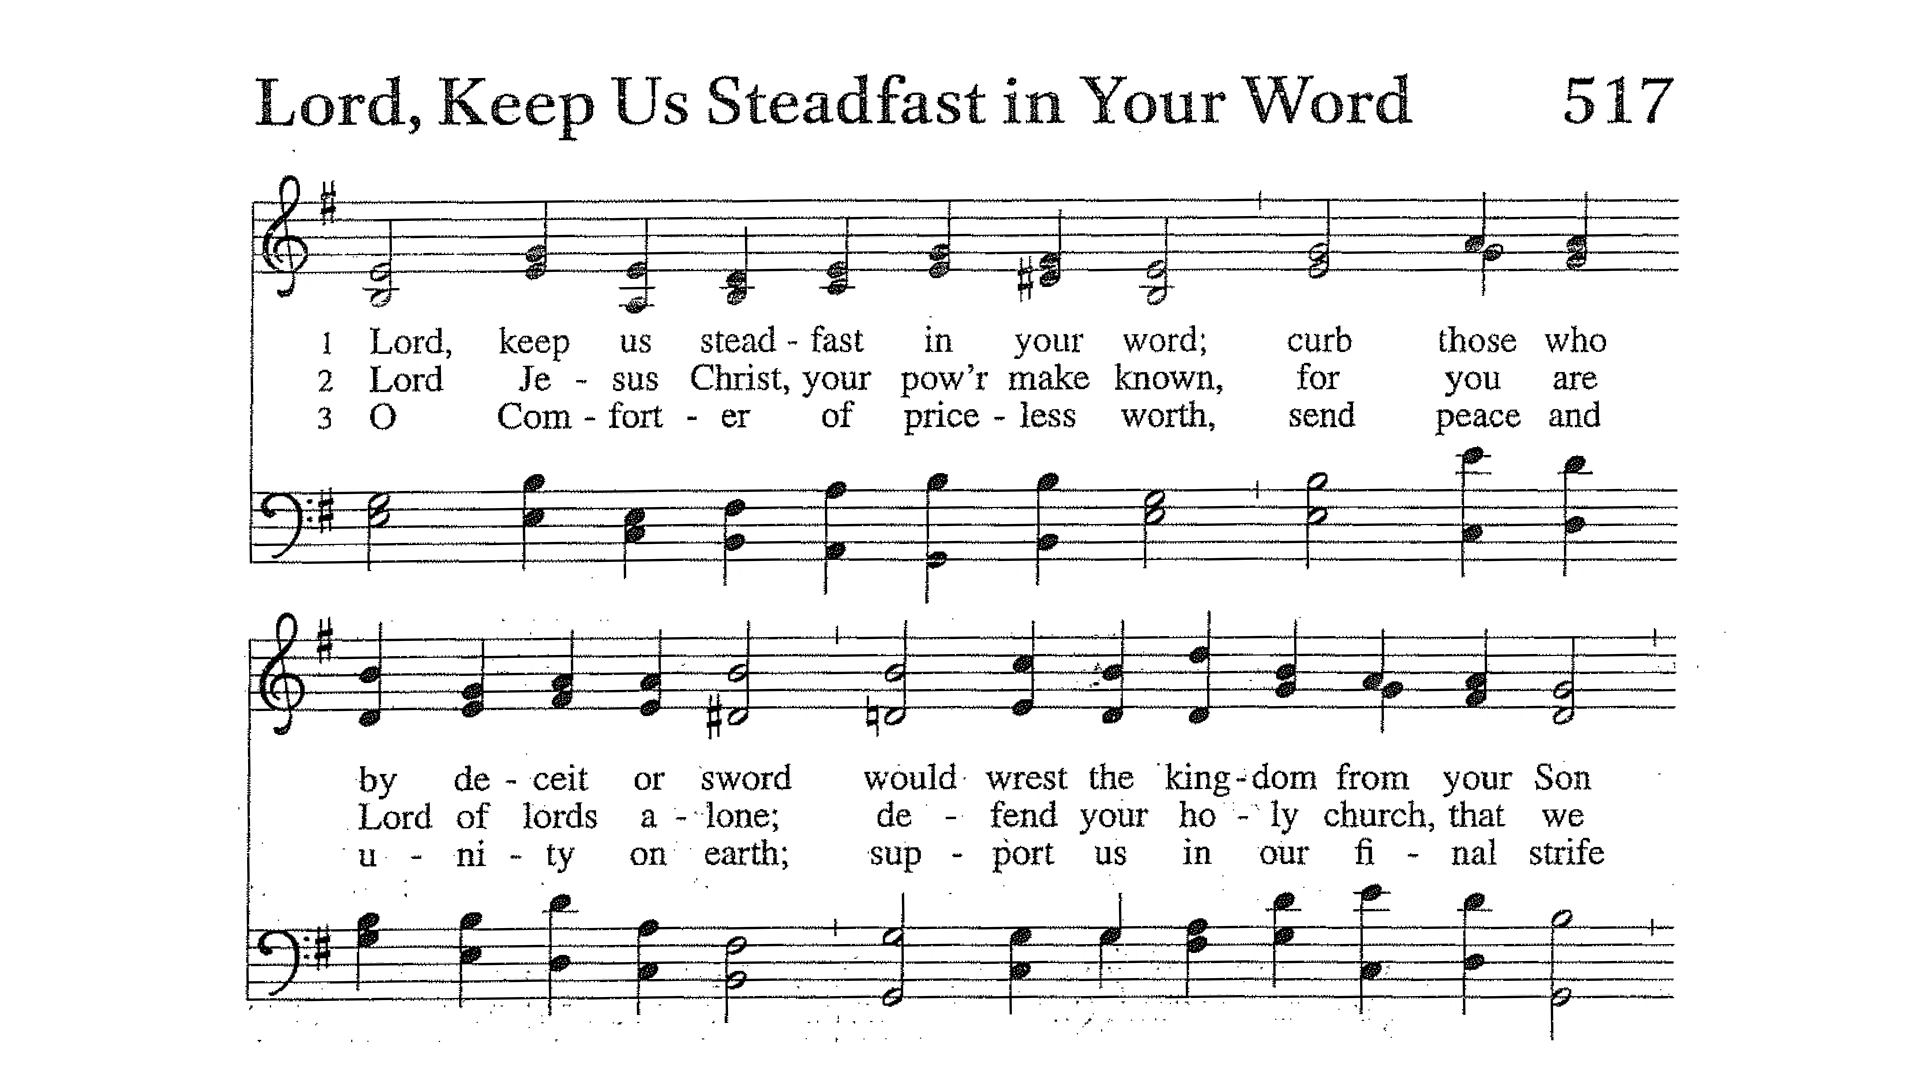 Lord, Keep Us Steadfast in Your Word 517
1 Lord, keep us stead - fast in your word; curb those who
2 Lord Je - sus Christ, your pow'r make known, for you are
3 O Com - fort - er of price - less worth, send peace and
by de - ceit or sword would wrest the king - dom from your Son
Lord of lords a - lone; de - fend your ho - ly church, that we
u - ni - ty on earth; sup - port us in our fi - nal strife